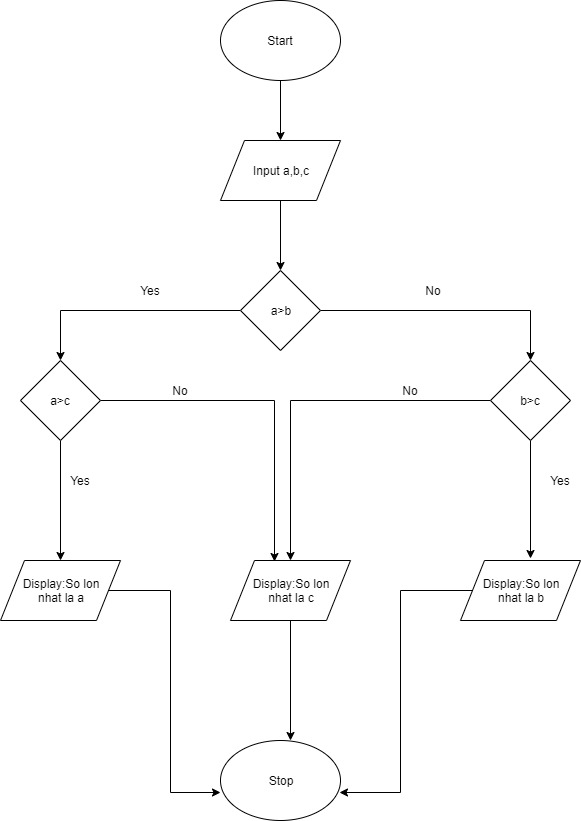 Start
Input a,b,c
Yes
No
a>b
a>c
No
No
b>c
Yes
Yes
Display:So lon
nhat la a
Display:So lon
nhat la c
Display:So lon
nhat la b
Stop